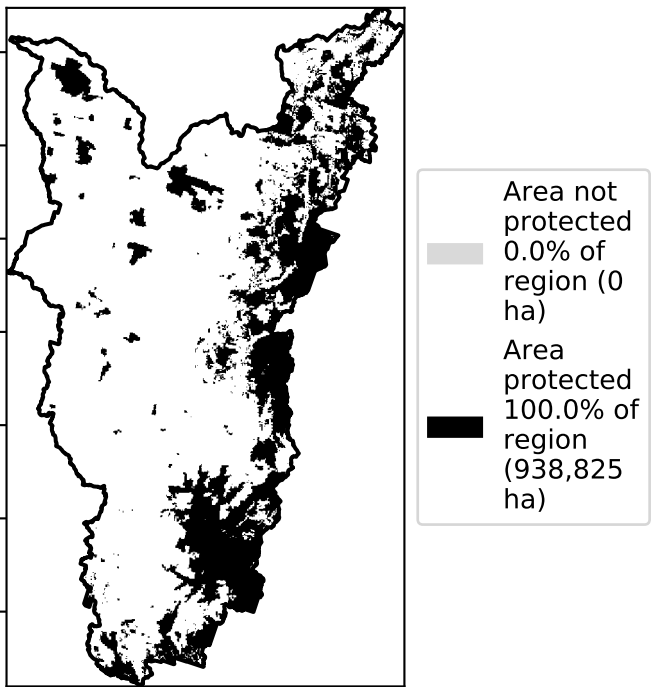 Area not
protected
0.0% of
region (0
ha)
Area
protected
100.0% of
region
(938,825
ha)